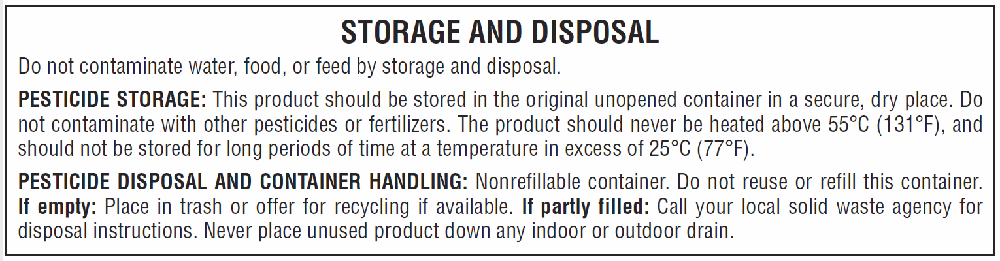 STORAGE AND DISPOSAL
Do not contaminate water, food, or feed by storage and disposal.
PESTICIDE STORAGE: This product should be stored in the original unopened container in a secure, dry place. Do
not contaminate with other pesticides or fertilizers. The product should never be heated above 55°C (131°F), and
should not be stored for long periods of time at a temperature in excess of 25°C (77°F).
PESTICIDE DISPOSAL AND CONTAINER HANDLING: Nonrefillable container. Do not reuse or refill this container.
If empty: Place in trash or offer for recycling if available. If partly filled: Call your local solid waste agency for
disposal instructions. Never place unused product down any indoor or outdoor drain.